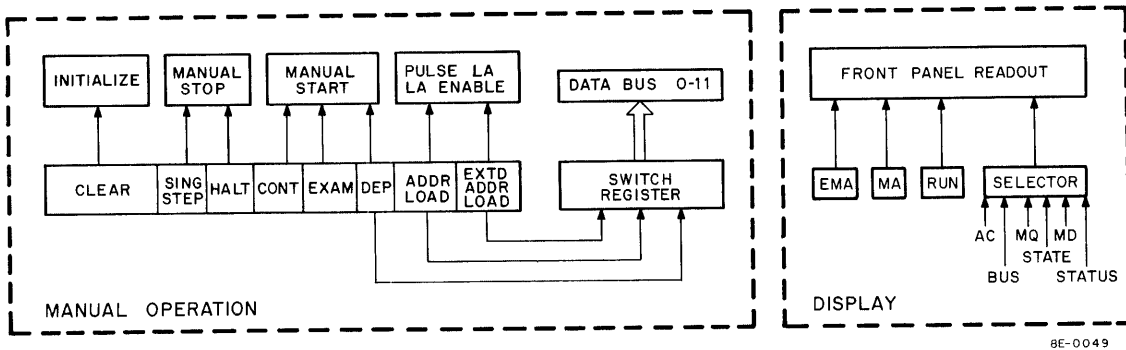 INITIALIZE
MANUAL
STOP
MANUAL
START
PULSE LA
LA ENABLE
DATA BUS 0-11
CLEAR
SING
STEP
HALT
CONT
EXAM
DEP
ADDR
LOAD
EXTD
ADDR
LOAD
SWITCH
REGISTER
MANUAL OPERATION
FRONT PANEL READOUT
EMA
MA
RUN
SELECTOR
AC
MQ
MD
STATE
BUS
STATUS
DISPLAY
8E-0049